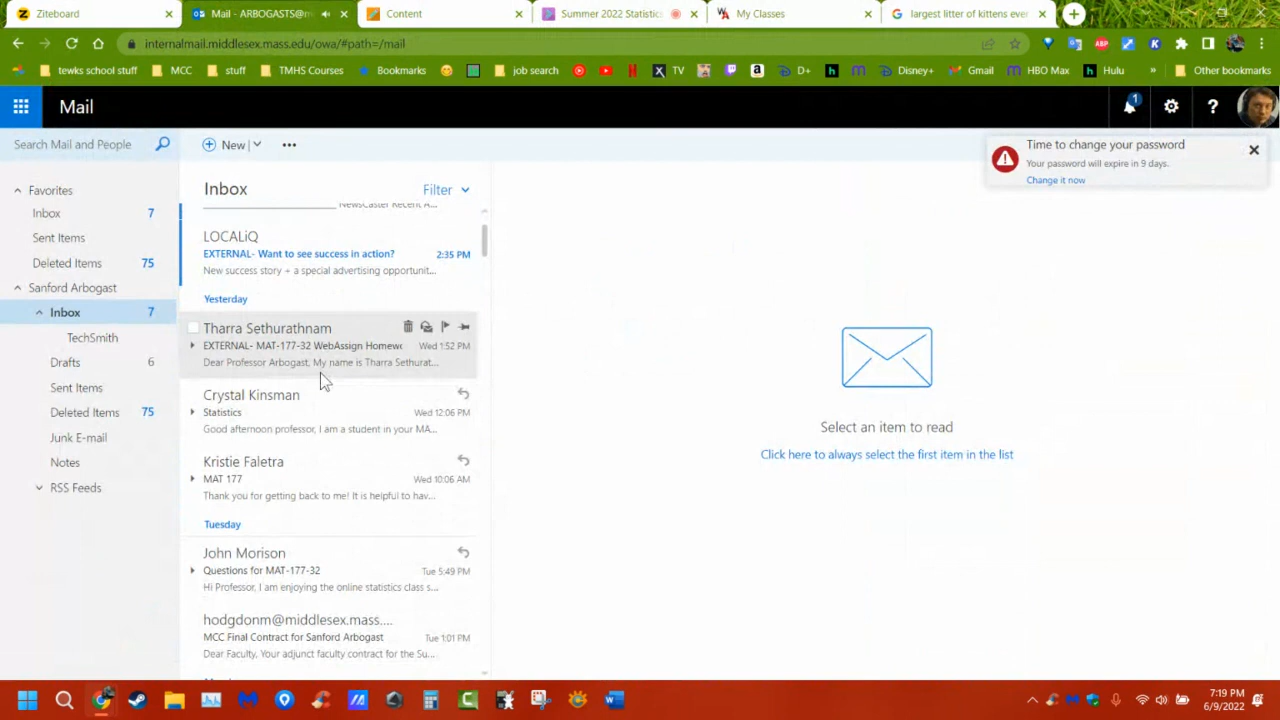 Ziteboard
Mail - ARBOGASTS@m
Content
Summer 2022 Statistic
My Classes
largest litter of kittens ever
internalmail.middlesex.mass.edu/owa/#path=/mail
tewks school stuff
MCC
stuff
TMHS Courses
Bookmarks
job search
TV
D+
Disney+
Gmail
HBO Max
Hulu
»
Other bookmarks
Mail
1
?
Search Mail and People
New
Time to change your password
Your password will expire in 9 days.
Change it now
Favorites
Inbox 7
Sent Items
Deleted Items 75
Sanford Arbogast
Inbox 7
TechSmith
Drafts 6
Sent Items
Deleted Items 75
Junk E-mail
Notes
RSS Feeds
Inbox
Filter
NewsCaster Recent A...
LOCALiQ
EXTERNAL- Want to see success in action? 2:35 PM
New success story + a special advertising opportunit...
Yesterday
Tharra Sethurathnam
EXTERNAL- MAT-177-32 WebAssign Homewo Wed 1:52 PM
Dear Professor Arbogast, My name is Tharra Sethurat...
Crystal Kinsman
Statistics Wed 12:06 PM
Good afternoon professor, I am a student in your MA...
Kristie Faletra
MAT 177 Wed 10:06 AM
Thank you for getting back to me! It is helpful to hav...
Tuesday
John Morison
Questions for MAT-177-32 Tue 5:49 PM
Hi Professor, I am enjoying the online statistics class s...
hodgdonm@middlesex.mass....
MCC Final Contract for Sanford Arbogast Tue 1:01 PM
Dear Faculty, Your adjunct faculty contract for the Su...
Monday
Select an item to read
Click here to always select the first item in the list
7:19 PM
6/9/2022